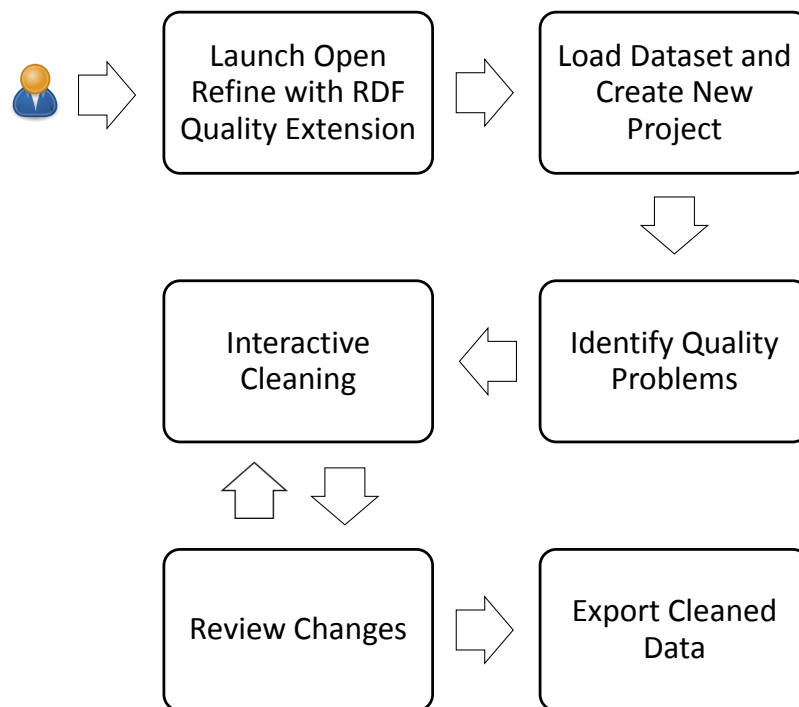 Launch Open
Refine with RDF
Quality Extension
Load Dataset and
Create New
Project
Interactive
Cleaning
Identify Quality
Problems
Review Changes
Export Cleaned
Data